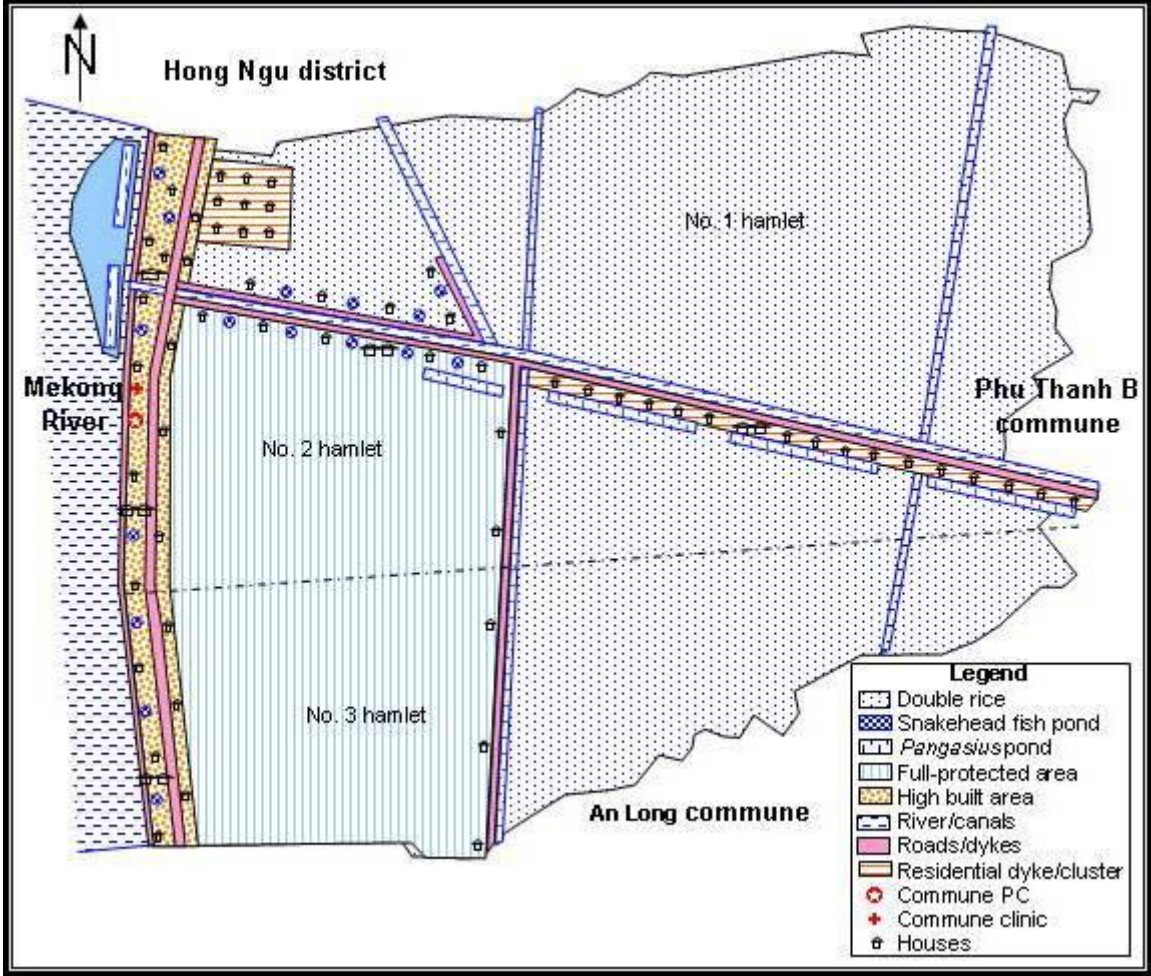 N
Hong Ngu district
No. 1 hamlet
Mekong
River
Phu Thanh B
commune
No. 2 hamlet
No. 3 hamlet
An Long commune
Legend
Double rice
Snakehead fish pond
Pangasius pond
Full-protected area
High built area
River/canals
Roads/dykes
Residential dyke/cluster
Commune PC
Commune clinic
Houses